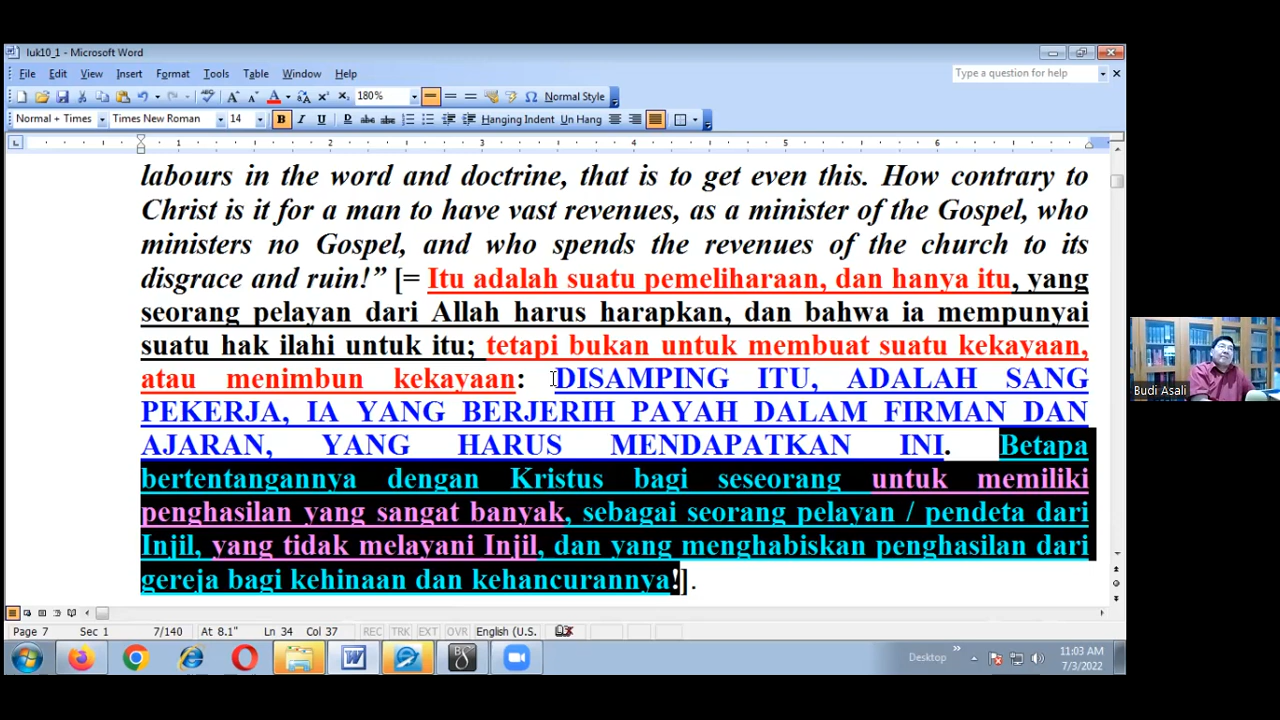 luk10_1 - Microsoft Word
File Edit View Insert Format Tools Table Window Help
Type a question for help
180% Normal Style
Normal + Times Times New Roman 14 B I U Hanging Indent Un Hang
1 2 3 4 5 6
labours in the word and doctrine, that is to get even this. How contrary to
Christ is it for a man to have vast revenues, as a minister of the Gospel, who
ministers no Gospel, and who spends the revenues of the church to its
disgrace and ruin!” [= Itu adalah suatu pemeliharaan, dan hanya itu, yang
seorang pelayan dari Allah harus harapkan, dan bahwa ia mempunyai
suatu hak ilahi untuk itu; tetapi bukan untuk membuat suatu kekayaan,
atau menimbun kekayaan: DISAMPING ITU, ADALAH SANG
PEKERJA, IA YANG BERJERIH PAYAH DALAM FIRMAN DAN
AJARAN, YANG HARUS MENDAPATKAN INI. Betapa
bertentangannya dengan Kristus bagi seseorang untuk memiliki
penghasilan yang sangat banyak, sebagai seorang pelayan / pendeta dari
Injil, yang tidak melayani Injil, dan yang menghabiskan penghasilan dari
gereja bagi kehinaan dan kehancurannya!].
Budi Asali
Page 7 Sec 1 7/140 At 8.1" Ln 34 Col 37 REC TRK EXT OVR English (U.S.
Desktop
11:03 AM
7/3/2022